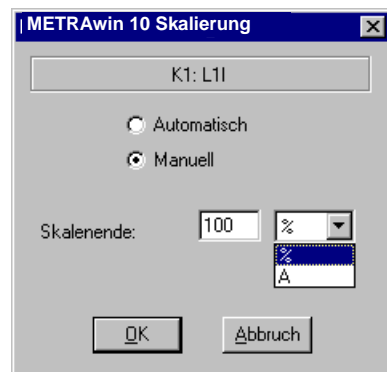 METRAwin 10 Skalierung
K1: L1I
Automatisch
Manuell
Skalenende: 100 %
%
A
OK Abbruch